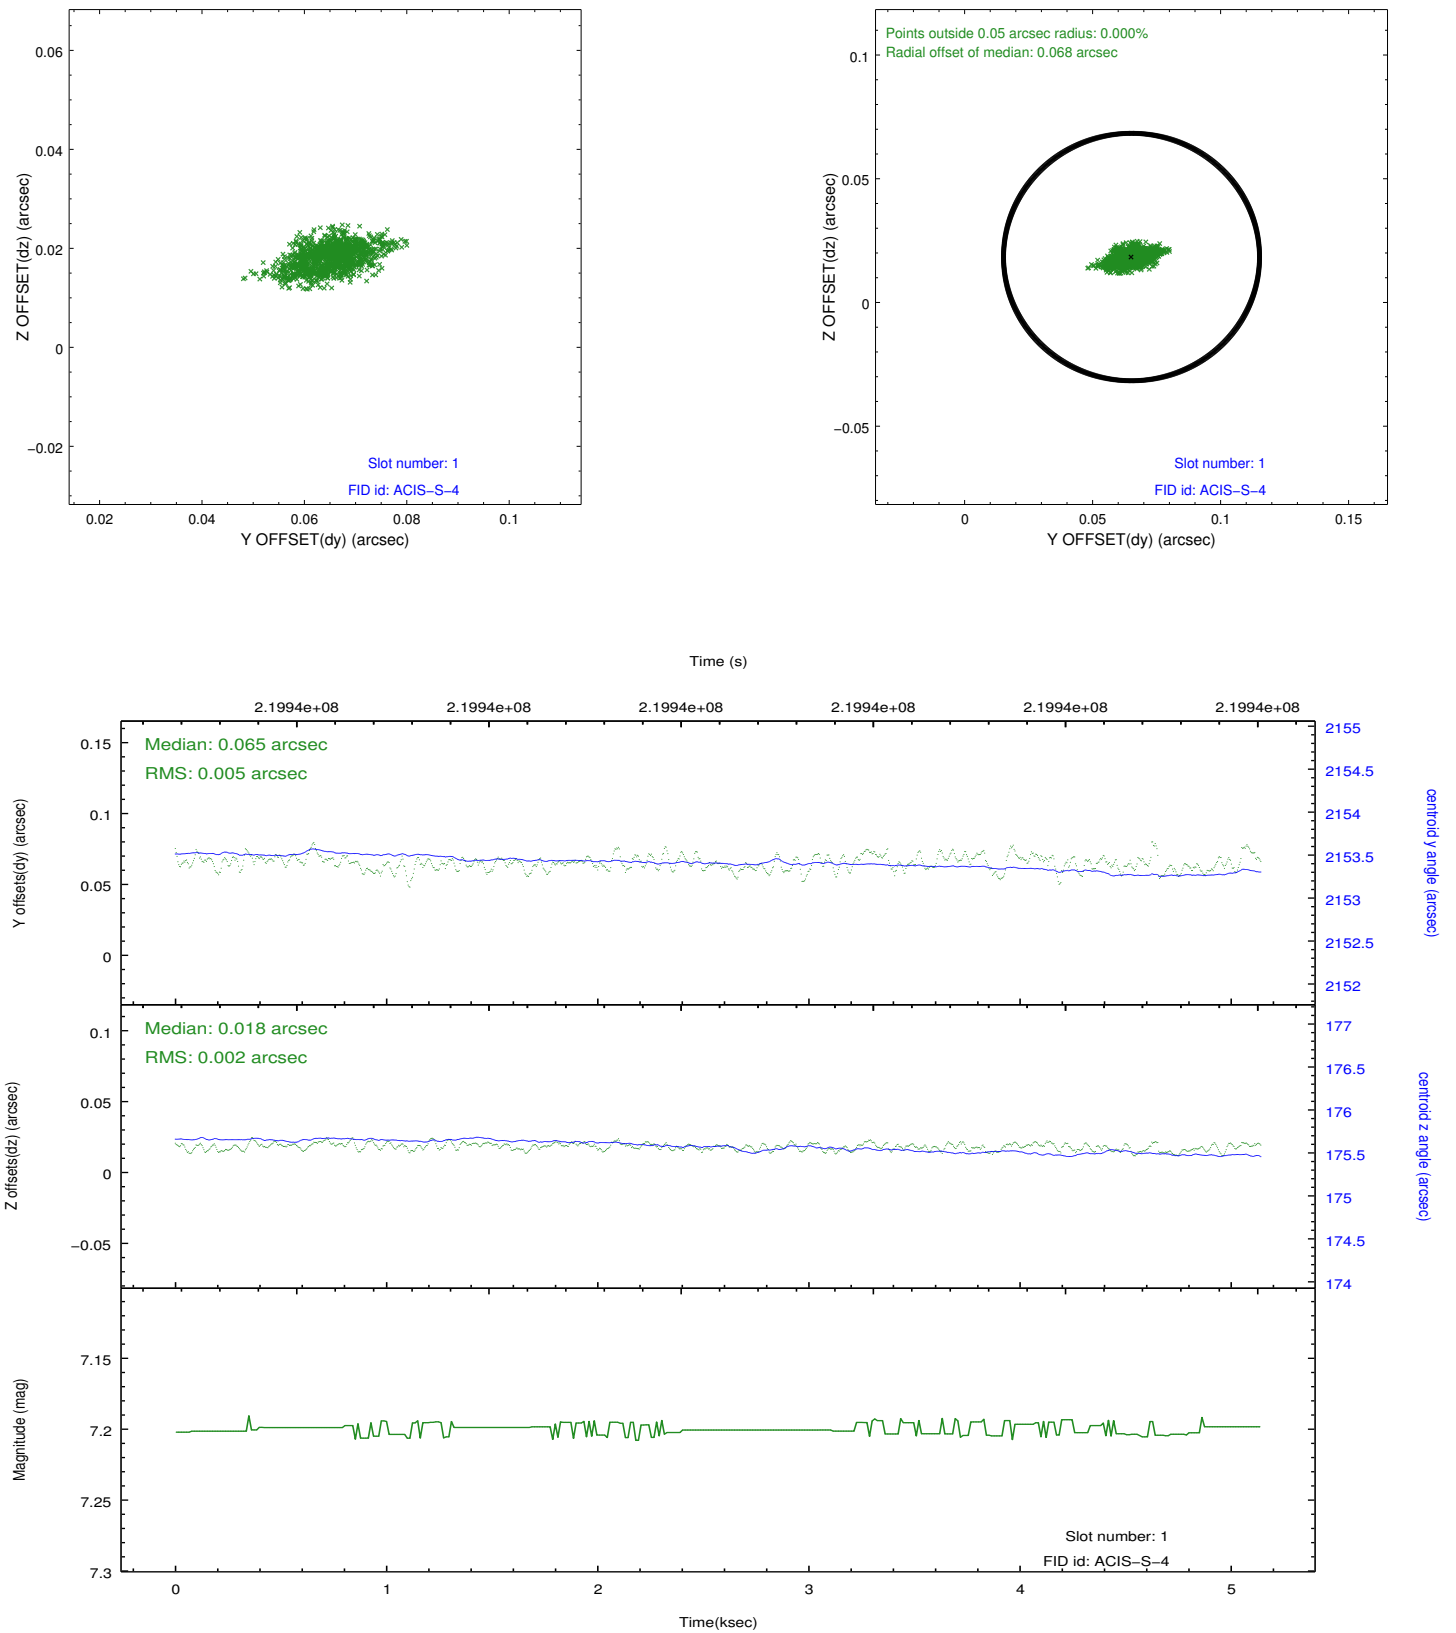 0.06
0.04
0.02
0
−0.02
Z OFFSET(dz) (arcsec)
Slot number: 1
FID id: ACIS−S−4
0.02 0.04 0.06 0.08 0.1
Y OFFSET(dy) (arcsec)
Points outside 0.05 arcsec radius: 0.000%
Radial offset of median: 0.068 arcsec
0.1
0.05
0
−0.05
Z OFFSET(dz) (arcsec)
Slot number: 1
FID id: ACIS−S−4
0 0.05 0.1 0.15
Y OFFSET(dy) (arcsec)
Time (s)
2.1994e+08 2.1994e+08 2.1994e+08 2.1994e+08 2.1994e+08 2.1994e+08
Median: 0.065 arcsec
RMS: 0.005 arcsec
0.15
0.1
0.05
0
Y offsets(dy) (arcsec)
2155
2154.5
2154
2153.5
2153
2152.5
2152
centroid y angle (arcsec)
Median: 0.018 arcsec
RMS: 0.002 arcsec
0.1
0.05
0
−0.05
Z offsets(dz) (arcsec)
177
176.5
176
175.5
175
174.5
174
centroid z angle (arcsec)
7.15
7.2
7.25
7.3
Magnitude (mag)
Slot number: 1
FID id: ACIS−S−4
0 1 2 3 4 5
Time(ksec)